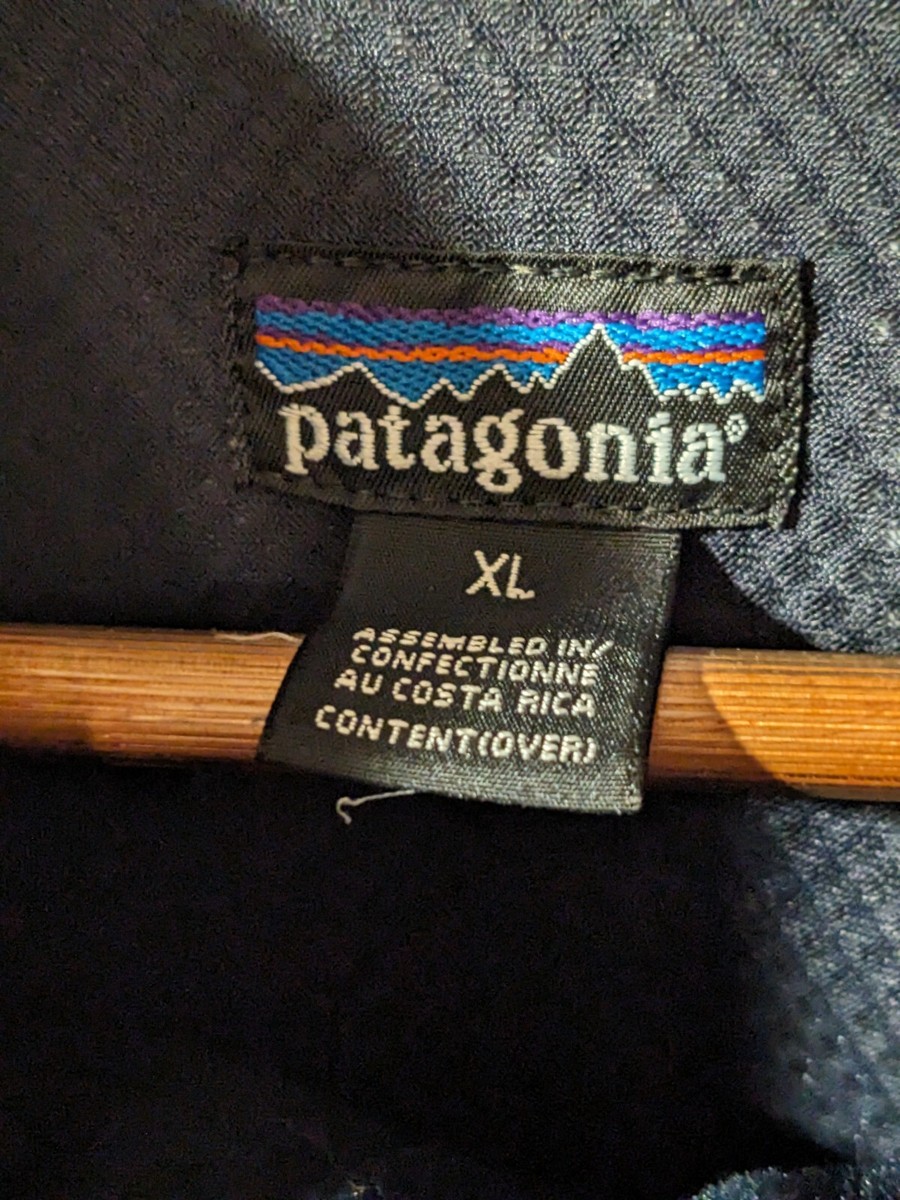 patagonia®
XL
ASSEMBLED IN/
CONFECTIONNE
AU COSTA RICA
CONTENT(OVER)